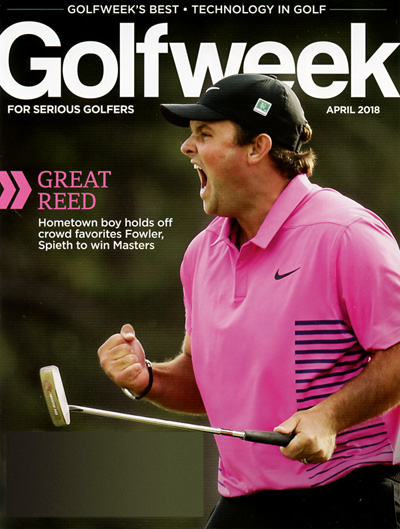 GOLFWEEK'S BEST • TECHNOLOGY IN GOLF
Golfweek
FOR SERIOUS GOLFERS
APRIL 2018
GREAT
REED
Hometown boy holds off
crowd favorites Fowler,
Spieth to win Masters